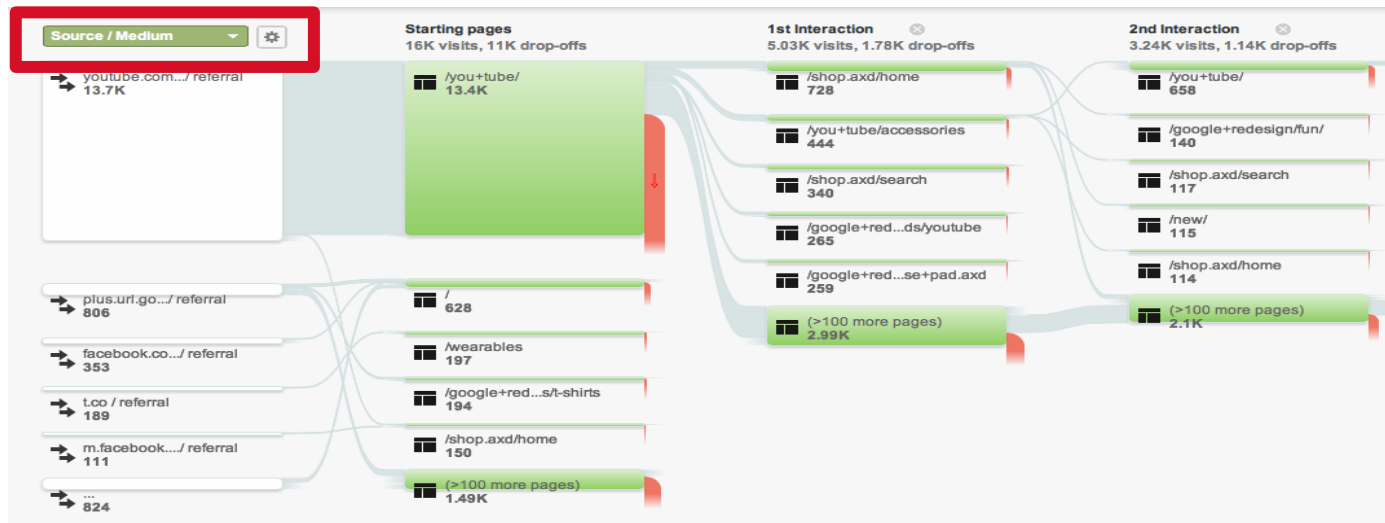 Source / Medium
Starting pages
16K visits, 11K drop-offs
1st Interaction
5.03K visits, 1.78K drop-offs
2nd Interaction
3.24K visits, 1.14K drop-offs
youtube.com.../ referral
13.7K
plus.url.go.../ referral
806
facebook.co.../ referral
353
t.co / referral
189
m.facebook..../ referral
111
...
824
/you+tube/
13.4K
/
628
/wearables
197
/google+red...s/t-shirts
194
/shop.axd/home
150
(>100 more pages)
1.49K
/shop.axd/home
728
/you+tube/accessories
444
/shop.axd/search
340
/google+red...ds/youtube
265
/google+red...se+pad.axd
259
(>100 more pages)
2.99K
/you+tube/
658
/google+redesign/fun/
140
/shop.axd/search
117
/new/
115
/shop.axd/home
114
(>100 more pages)
2.1K